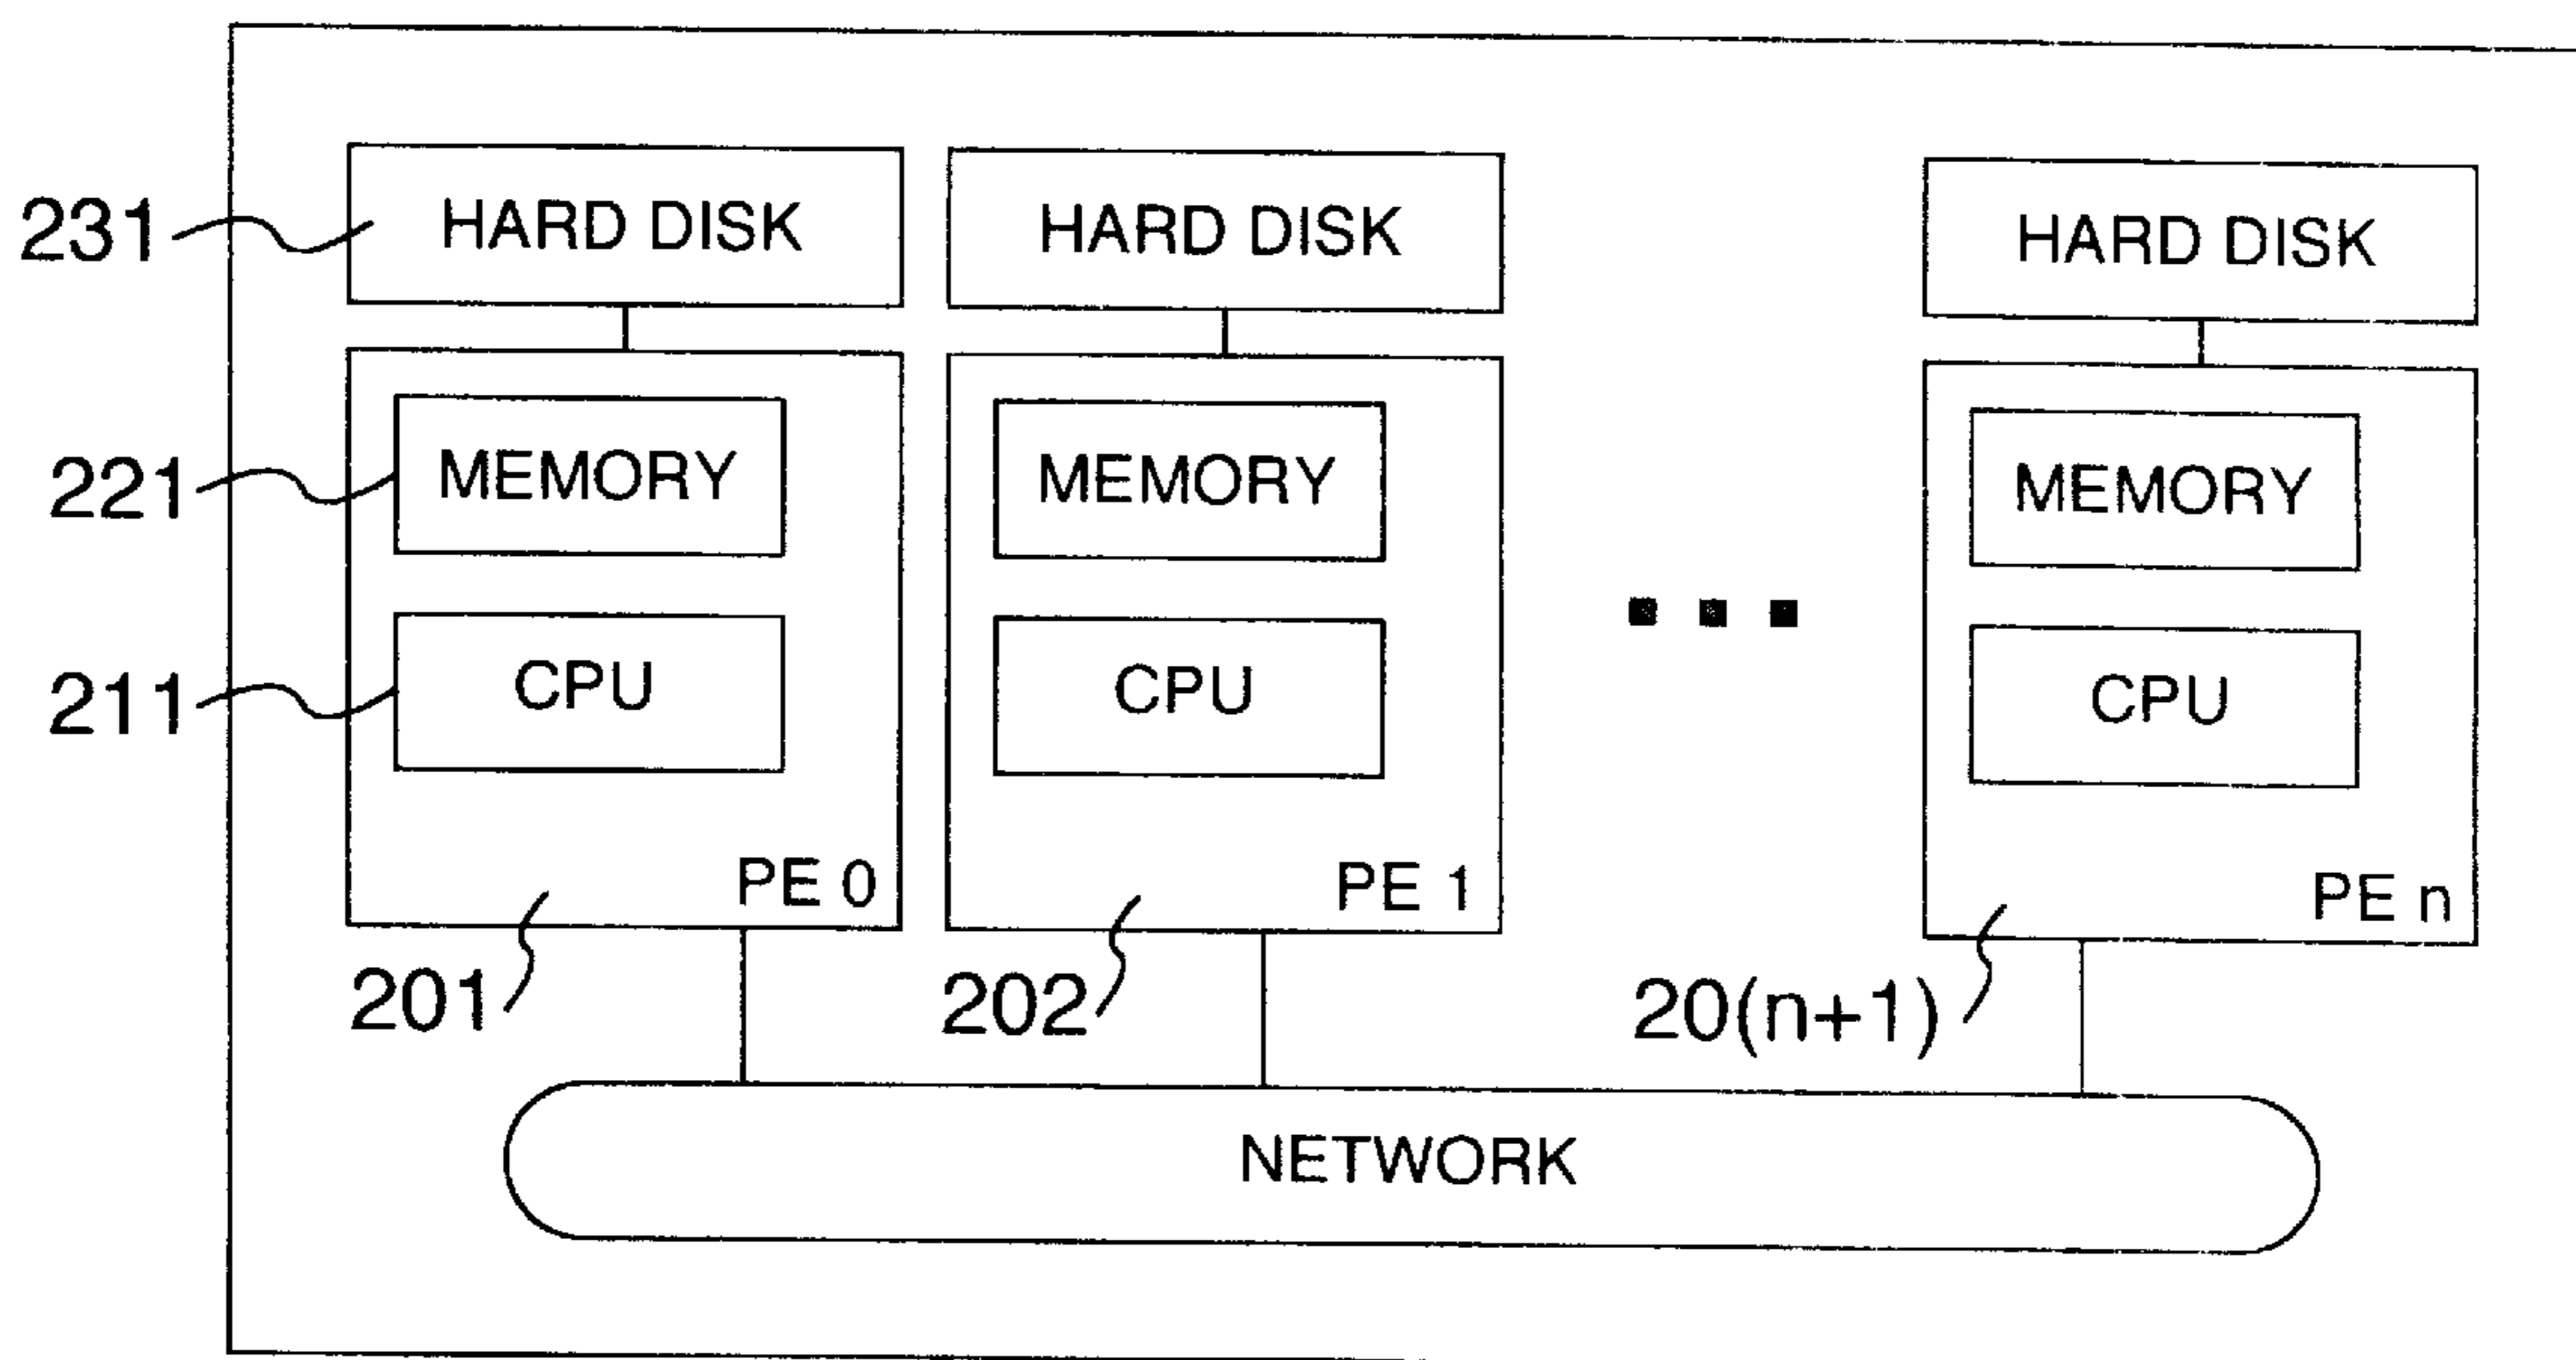 231
HARD DISK
HARD DISK
HARD DISK
221
MEMORY
MEMORY
MEMORY
211
CPU
CPU
CPU
PE 0
PE 1
PE n
201
202
20(n+1)
NETWORK